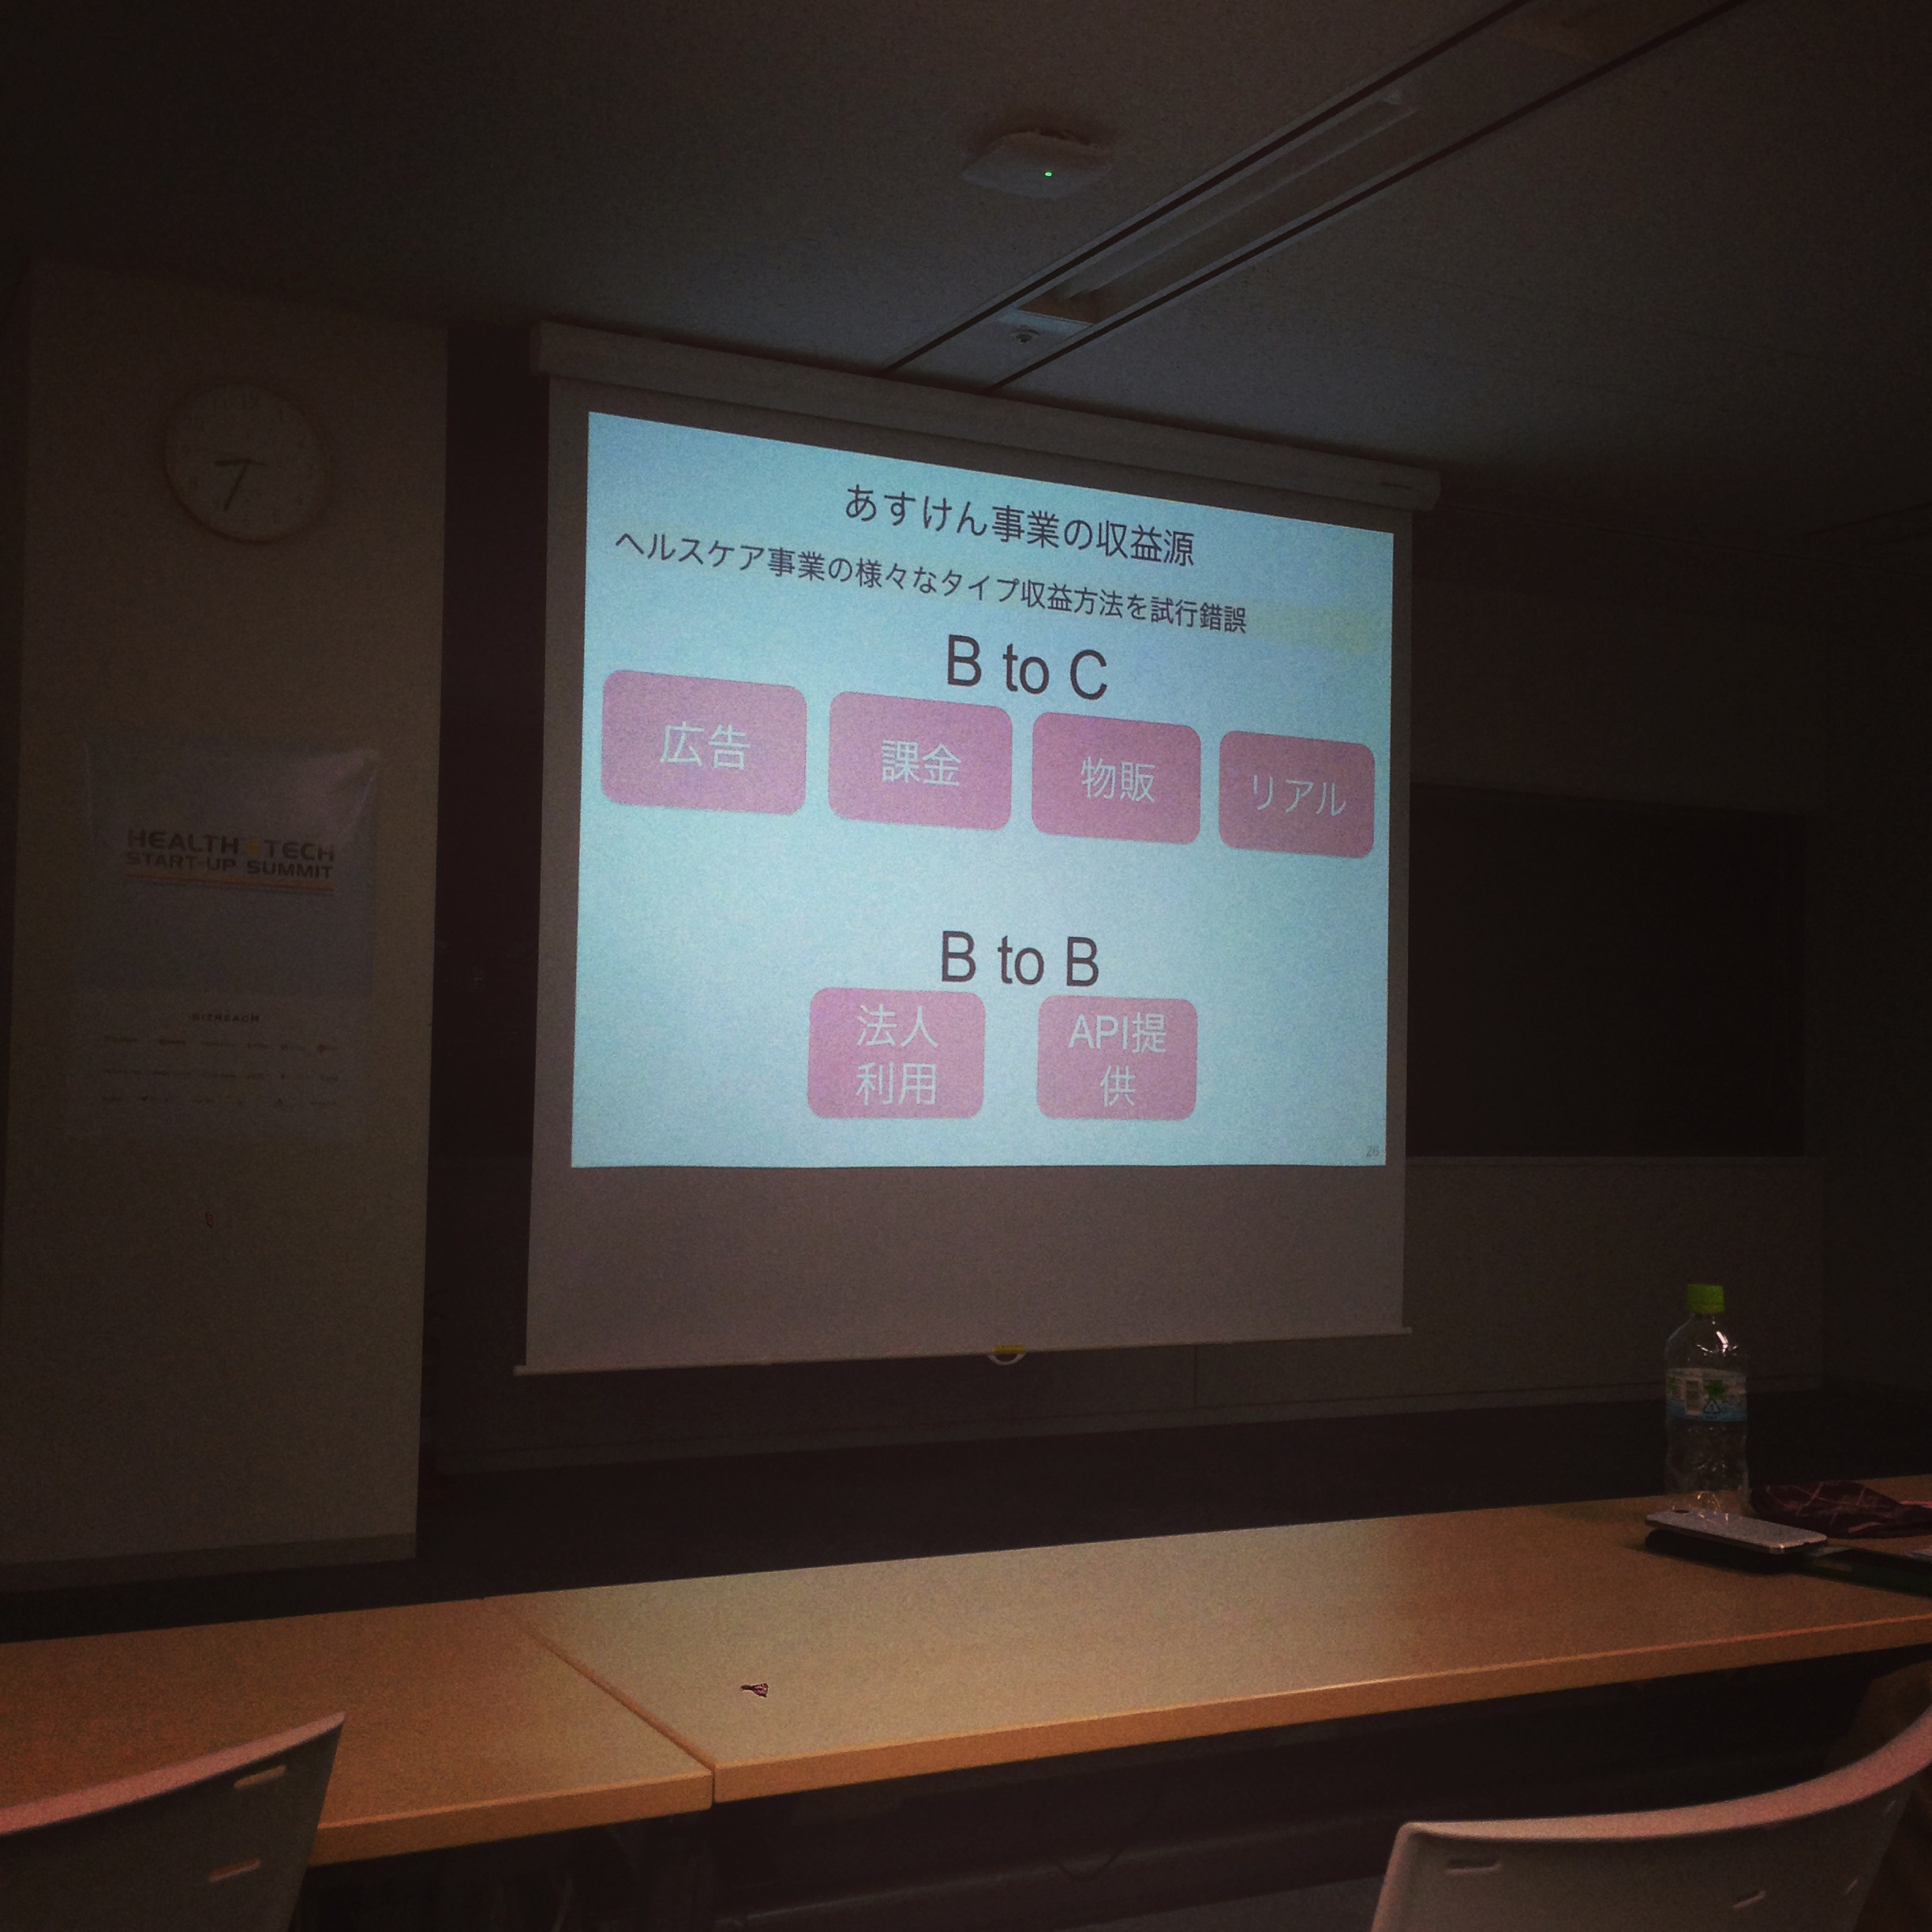 あすけん事業の収益源
ヘルスケア事業の様々なタイプ収益方法を試行錯誤
B to C
広告
課金
物販
リアル
B to B
法人
利用
API提
供
26
HEALTH TECH
START-UP SUMMIT
BIZREACH